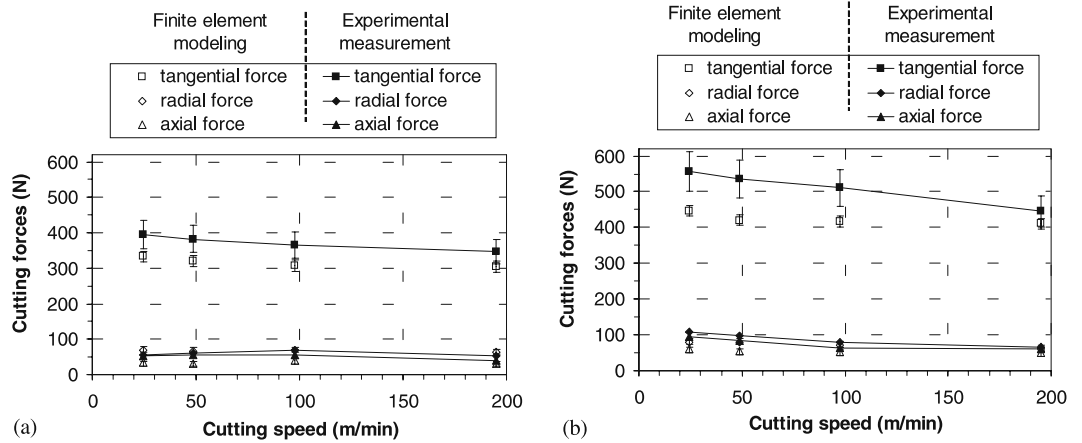 Finite element modeling
Experimental measurement
tangential force
tangential force
radial force
radial force
axial force
axial force
Cutting forces (N)
600
500
400
300
200
100
0
0
50
100
150
200
Cutting speed (m/min)
(a)
Finite element modeling
Experimental measurement
tangential force
tangential force
radial force
radial force
axial force
axial force
Cutting forces (N)
600
500
400
300
200
100
0
0
50
100
150
200
Cutting speed (m/min)
(b)